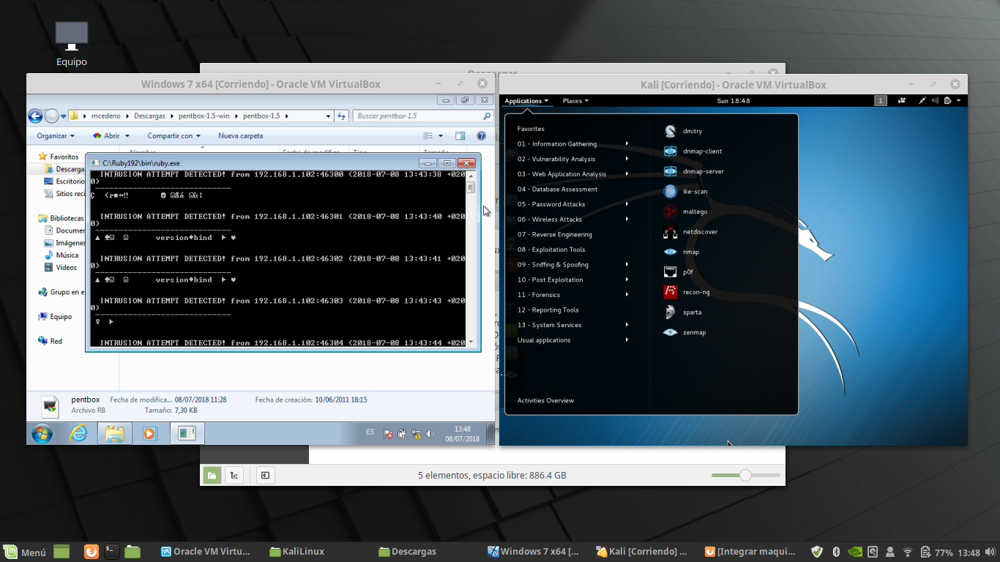 Equipo
Descargas
Windows 7 x64 [Corriendo] - Oracle VM VirtualBox
mcedeno
Descargas
pentbox-1.5-win
pentbox-1.5
Buscar pentbox-1.5
Organizar
Abrir
Compartir con
Nueva carpeta
Nombre
Fecha de modifica...
Tipo
Tamaño
Favoritos
Descarga
Escritorio
Sitios reci
Bibliotecas
Documer
Imágenes
Música
Vídeos
Grupo en e
Equipo
Red
C:\Ruby192\bin\ruby.exe
INTRUSION ATTEMPT DETECTED! from 192.168.1.102:46300 (2018-07-08 13:43:38 +020
0)
-----------------------------
INTRUSION ATTEMPT DETECTED! from 192.168.1.102:46301 (2018-07-08 13:43:40 +020
0)
-----------------------------
version♦bind
INTRUSION ATTEMPT DETECTED! from 192.168.1.102:46302 (2018-07-08 13:43:41 +020
0)
-----------------------------
version♦bind
INTRUSION ATTEMPT DETECTED! from 192.168.1.102:46303 (2018-07-08 13:43:43 +020
0)
-----------------------------
INTRUSION ATTEMPT DETECTED! from 192.168.1.102:46304 (2018-07-08 13:43:44 +020
pentbox
Fecha de modifica... 08/07/2018 11:28
Fecha de creación: 10/06/2011 18:15
Archivo RB
Tamaño: 7,30 KB
ES
13:48
08/07/2018
Kali [Corriendo] - Oracle VM VirtualBox
Applications
Places
Sun 18:48
1
Favorites
01 - Information Gathering
02 - Vulnerability Analysis
03 - Web Application Analysis
04 - Database Assessment
05 - Password Attacks
06 - Wireless Attacks
07 - Reverse Engineering
08 - Exploitation Tools
09 - Sniffing & Spoofing
10 - Post Exploitation
11 - Forensics
12 - Reporting Tools
13 - System Services
Usual applications
Activities Overview
dmitry
dnmap-client
dnmap-server
ike-scan
maltego
netdiscover
nmap
p0f
recon-ng
sparta
zenmap
5 elementos, espacio libre: 886.4 GB
Menú
Oracle VM Virtu...
KaliLinux
Descargas
Windows 7 x64 [...
Kali [Corriendo] ...
[Integrar maqui...
77%
13:48